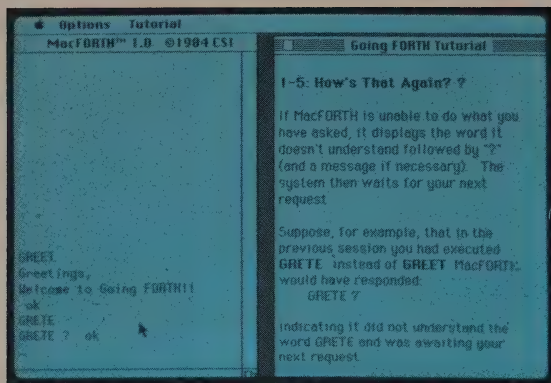 Options Tutorial
MacFORTH™ 1.0 ©1984 CSI
GREET
Greetings,
Welcome to Going FORTH!!
ok
GRETE
GRETE ? ok
Going FORTH Tutorial
1-5: How's That Again? ?
If MacFORTH is unable to do what you
have asked, it displays the word it
doesn't understand followed by "?"
(and a message if necessary). The
system then waits for your next
request
Suppose, for example, that in the
previous session you had executed
GRETE instead of GREET MacFORTH
would have responded:
GRETE ?
indicating it did not understand the
word GRETE and was awaiting your
next request